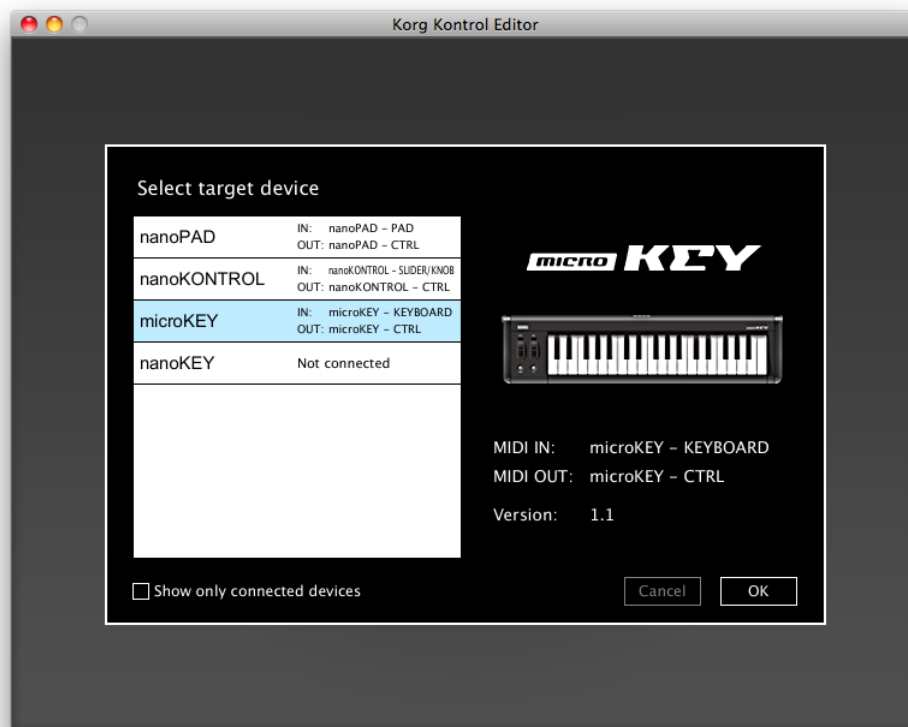 Korg Kontrol Editor
Select target device
nanoPAD
IN: nanoPAD – PAD
OUT: nanoPAD – CTRL
nanoKONTROL
IN: nanoKONTROL – SLIDER/KNOB
OUT: nanoKONTROL – CTRL
microKEY
IN: microKEY – KEYBOARD
OUT: microKEY – CTRL
nanoKEY
Not connected
micro KEY
MIDI IN: microKEY – KEYBOARD
MIDI OUT: microKEY – CTRL
Version: 1.1
Show only connected devices
Cancel
OK